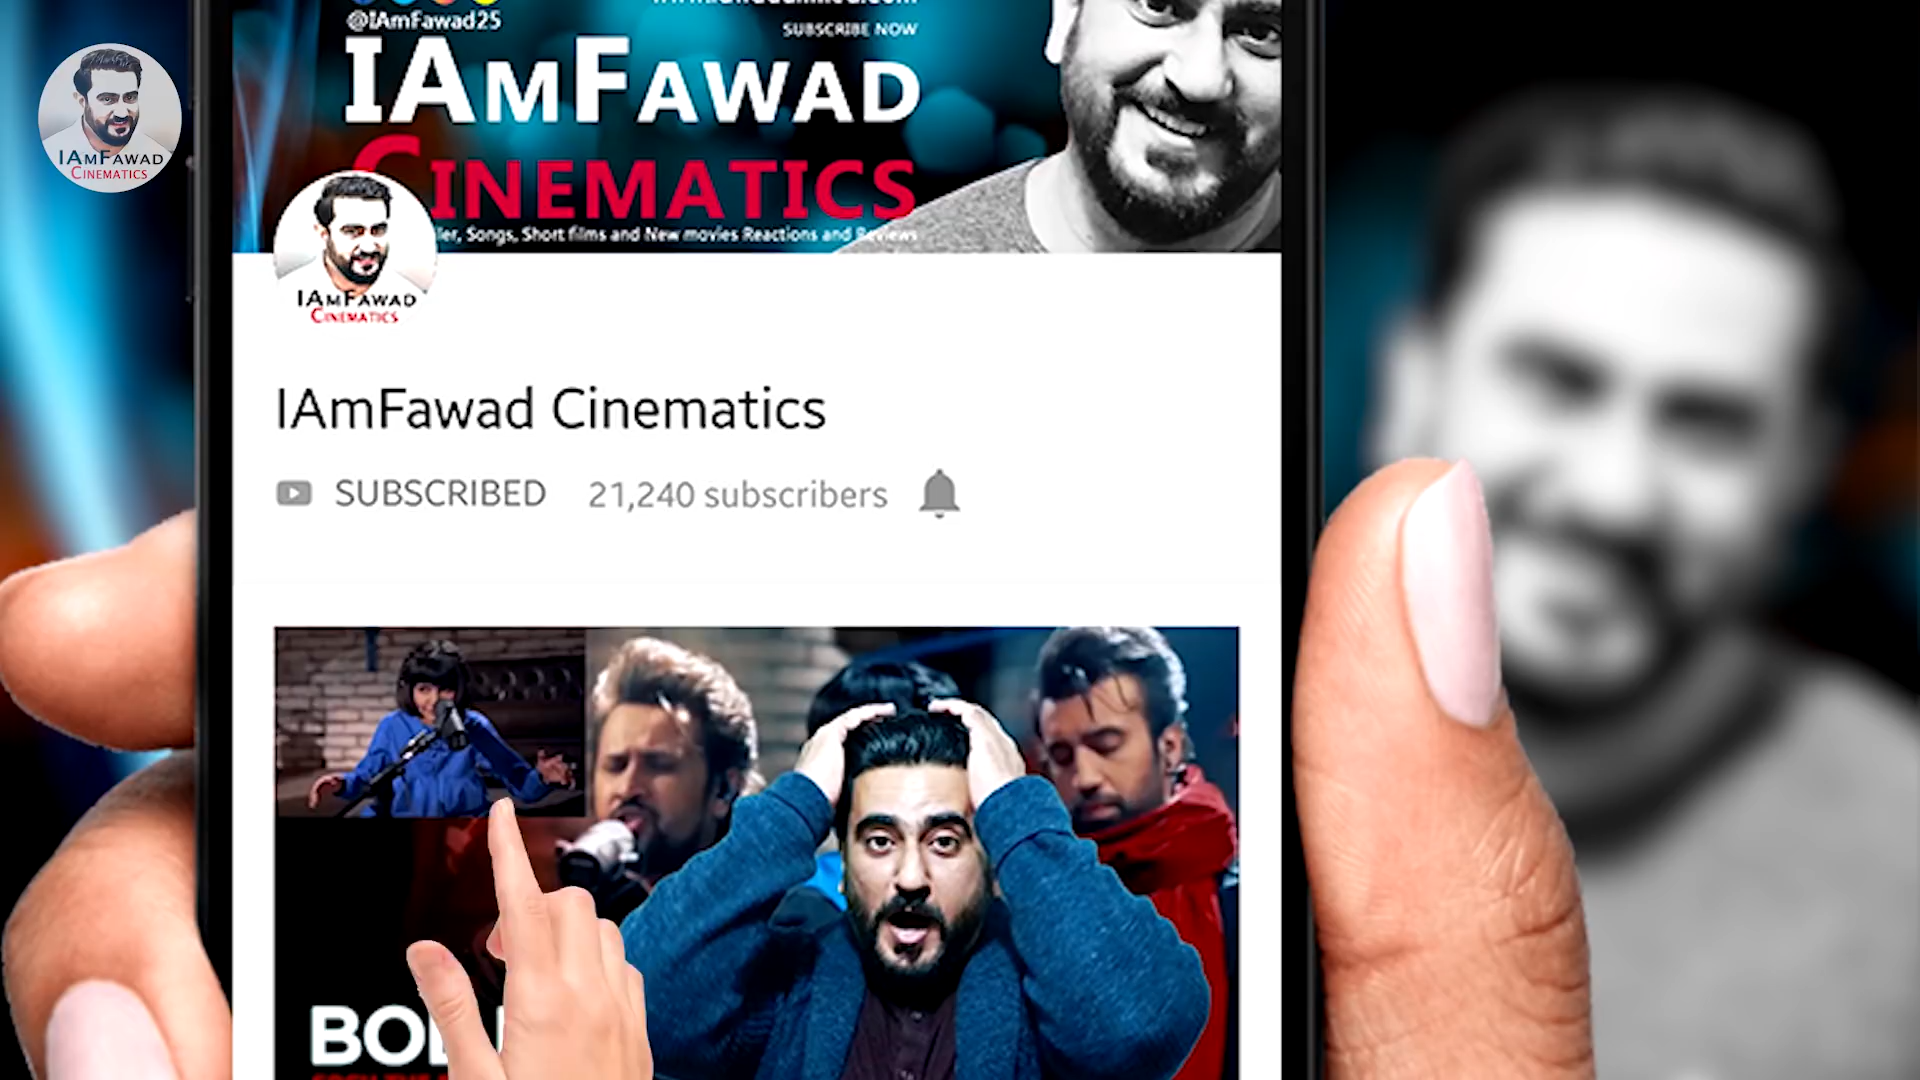 @IAmFawad25
SUBSCRIBE NOW
IAMFAWAD
CINEMATICS
Songs, Short films and New movies Reactions and Reviews
IAMFAWAD
CINEMATICS
IAMFAWAD
CINEMATICS
IAmFawad Cinematics
SUBSCRIBED 21,240 subscribers